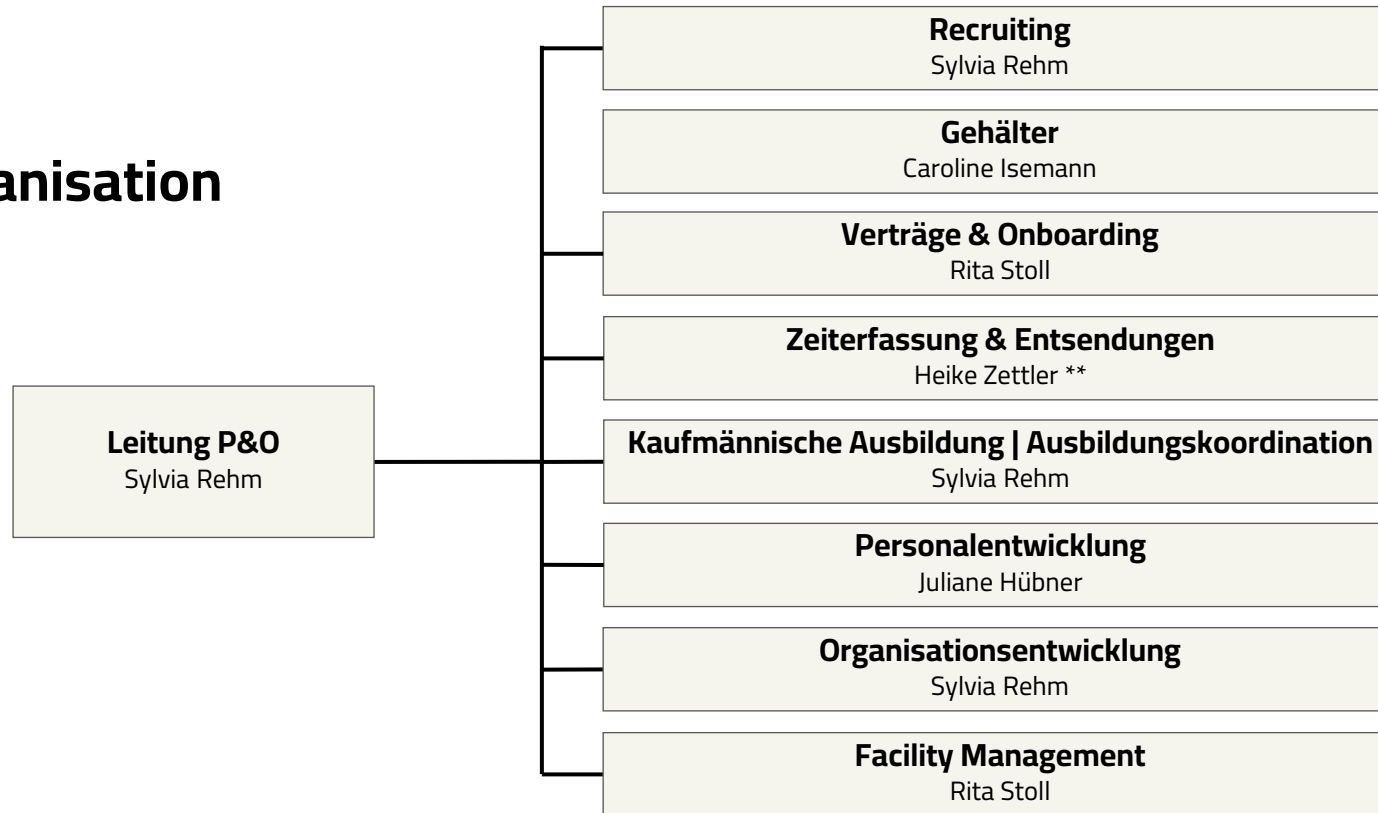 anisation
Leitung P&O
Sylvia Rehm
Recruiting
Sylvia Rehm
Gehälter
Caroline Isemann
Verträge & Onboarding
Rita Stoll
Zeiterfassung & Entsendungen
Heike Zettler **
Kaufmännische Ausbildung | Ausbildungskoordination
Sylvia Rehm
Personalentwicklung
Juliane Hübner
Organisationsentwicklung
Sylvia Rehm
Facility Management
Rita Stoll